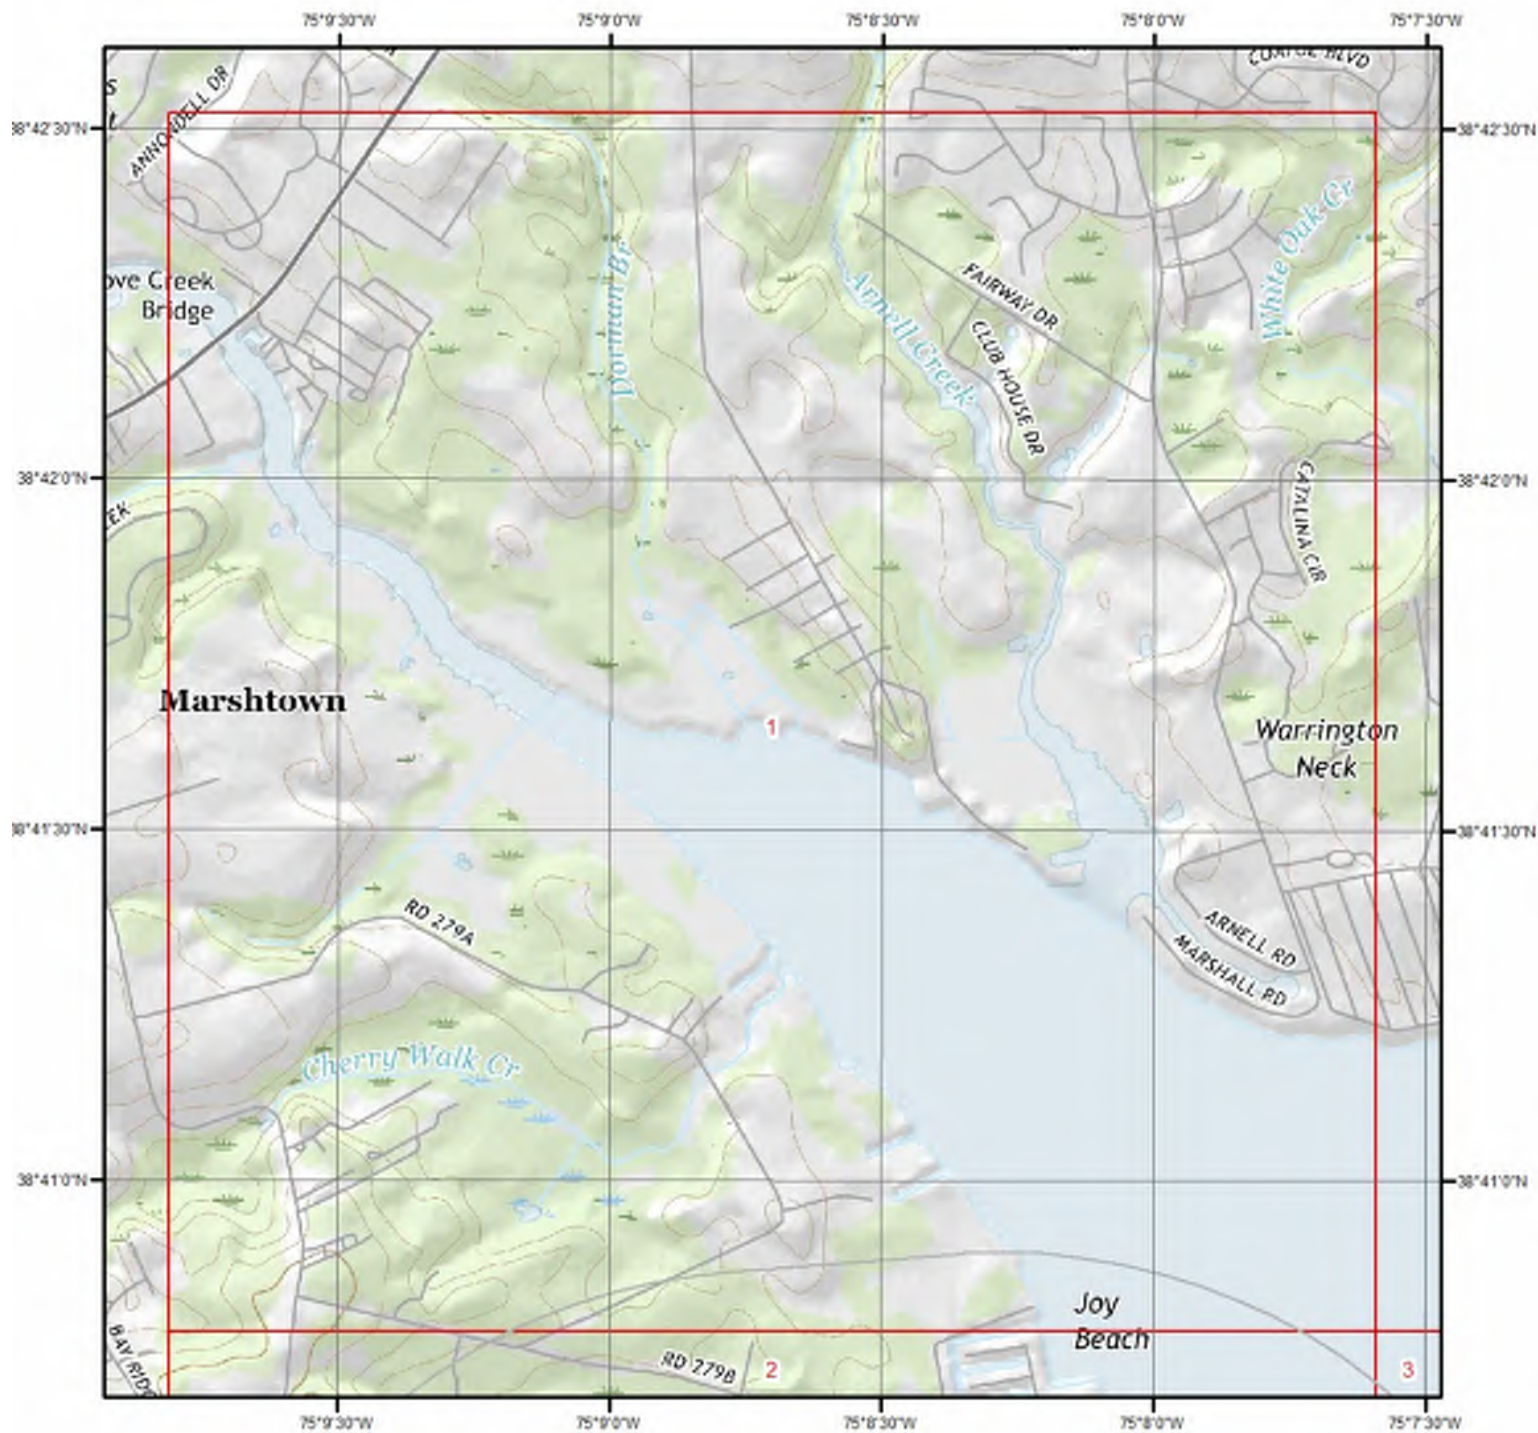 75°9'30"W 75°9'0"W 75°8'30"W 75°8'0"W 75°7'30"W
ANNONDELL DR
38°42'30"N
38°42'30"N
White Oak Cr
ove Creek
Bridge
Dorman Br
Arnell Creek
FAIRWAY DR
CLUB HOUSE DR
38°42'0"N
38°42'0"N
EK
CATALINA CIR
Marshtown
1
Warrington
Neck
8°41'30"N
38°41'30"N
RD 279A
ARNELL RD
MARSHALL RD
Cherry Walk Cr
38°41'0"N
38°41'0"N
Joy
Beach
BAY RIDG
RD 279B
2
3
75°9'30"W 75°9'0"W 75°8'30"W 75°8'0"W 75°7'30"W